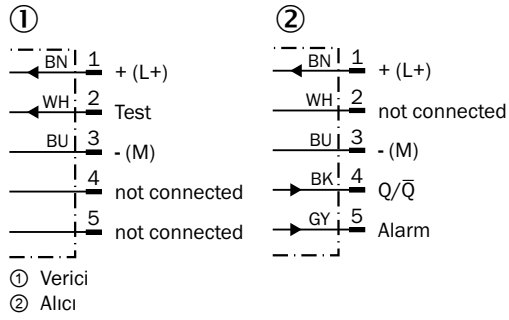 ① ②
BN 1 + (L+)
WH 2 Test
BU 3 - (M)
4 not connected
5 not connected
BN 1 + (L+)
WH 2 not connected
BU 3 - (M)
BK 4 Q/Q̅
GY 5 Alarm
① Verici
② Alıcı